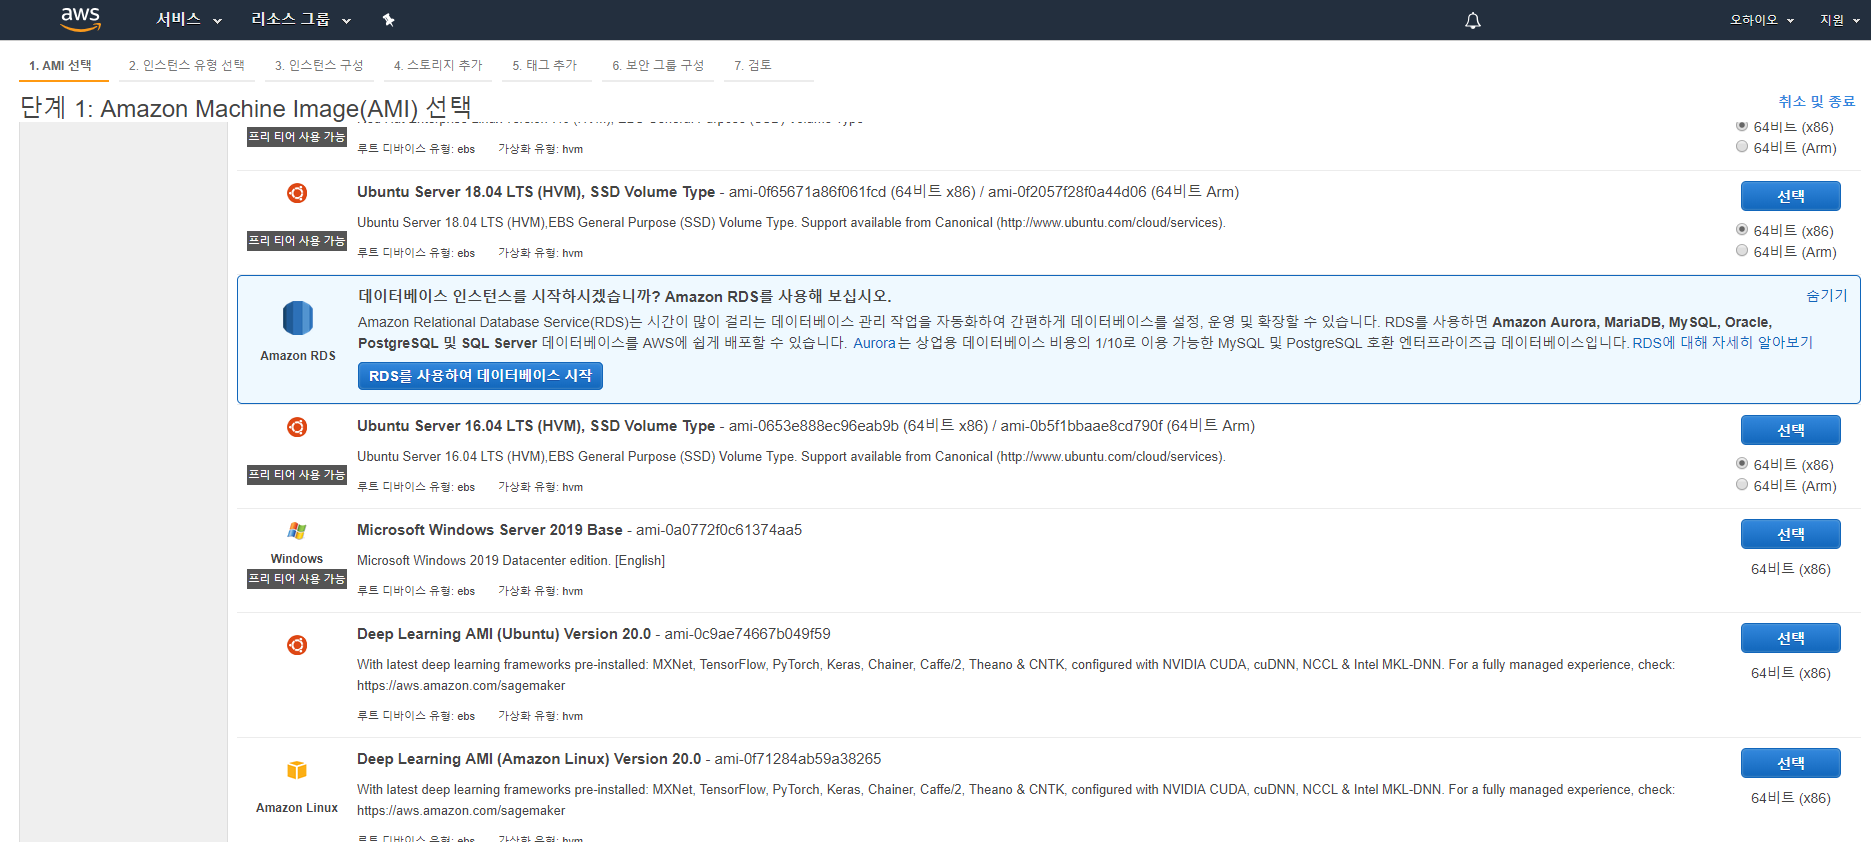 aws 서비스 리소스 그룹 오하이오 지원
1. AMI 선택 2. 인스턴스 유형 선택 3. 인스턴스 구성 4. 스토리지 추가 5. 태그 추가 6. 보안 그룹 구성 7. 검토
단계 1: Amazon Machine Image(AMI) 선택 취소 및 종료
64비트 (x86)
프리 티어 사용 가능
루트 디바이스 유형: ebs 가상화 유형: hvm 64비트 (Arm)
Ubuntu Server 18.04 LTS (HVM), SSD Volume Type - ami-0f65671a86f061fcd (64비트 x86) / ami-0f2057f28f0a44d06 (64비트 Arm) 선택
Ubuntu Server 18.04 LTS (HVM),EBS General Purpose (SSD) Volume Type. Support available from Canonical (http://www.ubuntu.com/cloud/services).
프리 티어 사용 가능 64비트 (x86)
루트 디바이스 유형: ebs 가상화 유형: hvm 64비트 (Arm)
데이터베이스 인스턴스를 시작하시겠습니까? Amazon RDS를 사용해 보십시오. 숨기기
Amazon Relational Database Service(RDS)는 시간이 많이 걸리는 데이터베이스 관리 작업을 자동화하여 간편하게 데이터베이스를 설정, 운영 및 확장할 수 있습니다. RDS를 사용하면 Amazon Aurora, MariaDB, MySQL, Oracle,
PostgreSQL 및 SQL Server 데이터베이스를 AWS에 쉽게 배포할 수 있습니다. Aurora는 상업용 데이터베이스 비용의 1/10로 이용 가능한 MySQL 및 PostgreSQL 호환 엔터프라이즈급 데이터베이스입니다. RDS에 대해 자세히 알아보기
Amazon RDS
RDS를 사용하여 데이터베이스 시작
Ubuntu Server 16.04 LTS (HVM), SSD Volume Type - ami-0653e888ec96eab9b (64비트 x86) / ami-0b5f1bbaae8cd790f (64비트 Arm) 선택
Ubuntu Server 16.04 LTS (HVM),EBS General Purpose (SSD) Volume Type. Support available from Canonical (http://www.ubuntu.com/cloud/services).
프리 티어 사용 가능 64비트 (x86)
루트 디바이스 유형: ebs 가상화 유형: hvm 64비트 (Arm)
Microsoft Windows Server 2019 Base - ami-0a0772f0c61374aa5 선택
Windows Microsoft Windows 2019 Datacenter edition. [English] 64비트 (x86)
프리 티어 사용 가능
루트 디바이스 유형: ebs 가상화 유형: hvm
Deep Learning AMI (Ubuntu) Version 20.0 - ami-0c9ae74667b049f59 선택
With latest deep learning frameworks pre-installed: MXNet, TensorFlow, PyTorch, Keras, Chainer, Caffe/2, Theano & CNTK, configured with NVIDIA CUDA, cuDNN, NCCL & Intel MKL-DNN. For a fully managed experience, check: 64비트 (x86)
https://aws.amazon.com/sagemaker
루트 디바이스 유형: ebs 가상화 유형: hvm
Deep Learning AMI (Amazon Linux) Version 20.0 - ami-0f71284ab59a38265 선택
With latest deep learning frameworks pre-installed: MXNet, TensorFlow, PyTorch, Keras, Chainer, Caffe/2, Theano & CNTK, configured with NVIDIA CUDA, cuDNN, NCCL & Intel MKL-DNN. For a fully managed experience, check: 64비트 (x86)
Amazon Linux https://aws.amazon.com/sagemaker
루트 디바이스 유형: ebs 가상화 유형: hvm